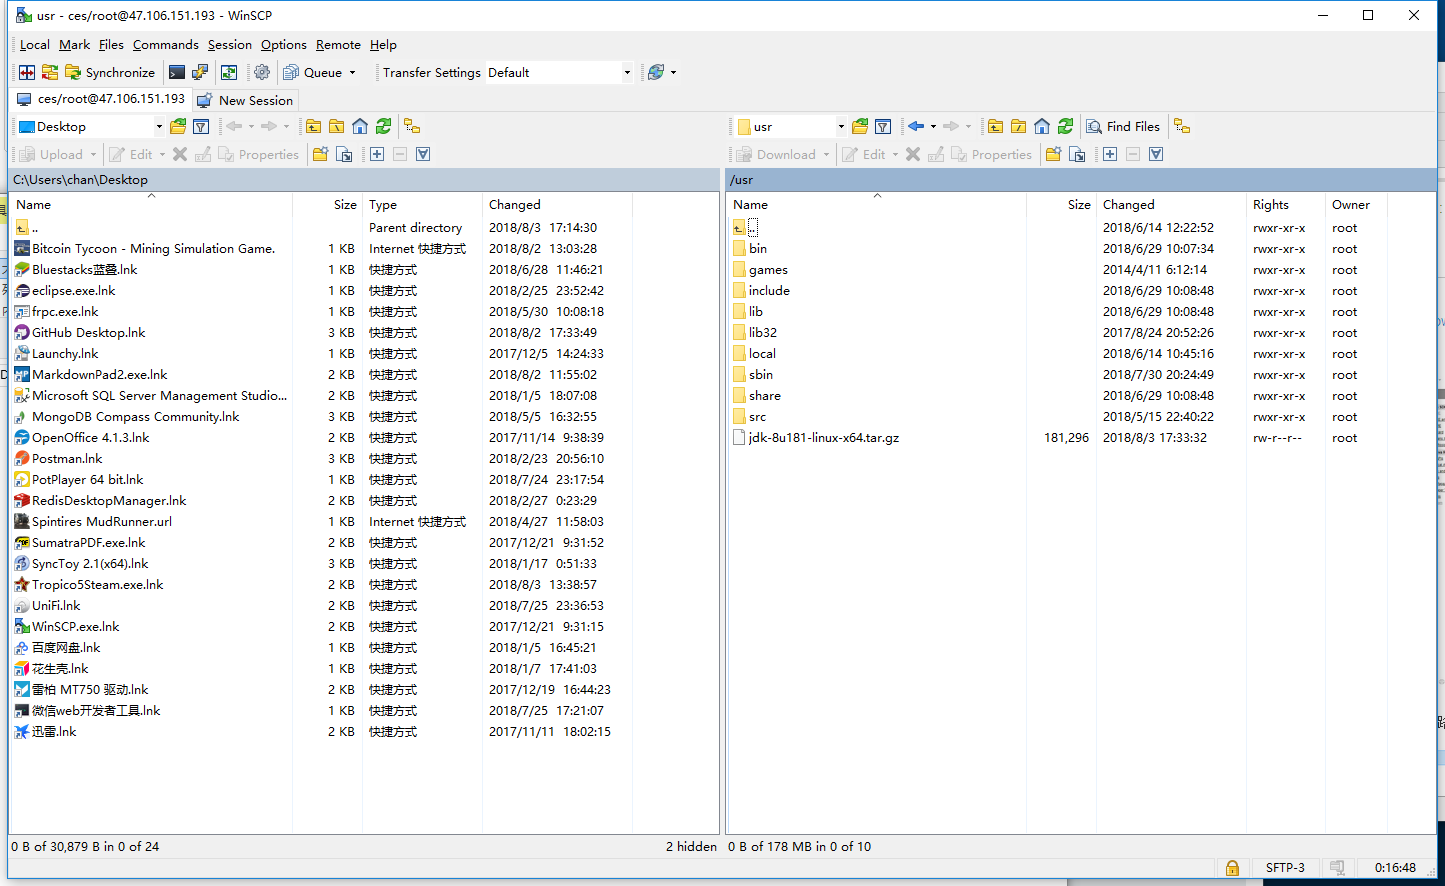 usr - ces/root@47.106.151.193 - WinSCP
Local Mark Files Commands Session Options Remote Help
Synchronize Queue Transfer Settings Default
ces/root@47.106.151.193 New Session
Desktop
Upload Edit Properties
C:\Users\chan\Desktop
Name Size Type Changed
.. Parent directory 2018/8/3 17:14:30
Bitcoin Tycoon - Mining Simulation Game. 1 KB Internet 快捷方式 2018/8/2 13:03:28
Bluestacks蓝叠.lnk 1 KB 快捷方式 2018/6/28 11:46:21
eclipse.exe.lnk 1 KB 快捷方式 2018/2/25 23:52:42
frpc.exe.lnk 1 KB 快捷方式 2018/5/30 10:08:18
GitHub Desktop.lnk 3 KB 快捷方式 2018/8/2 17:33:49
Launchy.lnk 1 KB 快捷方式 2017/12/5 14:24:33
MarkdownPad2.exe.lnk 2 KB 快捷方式 2018/8/2 11:55:02
Microsoft SQL Server Management Studio... 2 KB 快捷方式 2018/1/5 18:07:08
MongoDB Compass Community.lnk 3 KB 快捷方式 2018/5/5 16:32:55
OpenOffice 4.1.3.lnk 2 KB 快捷方式 2017/11/14 9:38:39
Postman.lnk 3 KB 快捷方式 2018/2/23 20:56:10
PotPlayer 64 bit.lnk 1 KB 快捷方式 2018/7/24 23:17:54
RedisDesktopManager.lnk 2 KB 快捷方式 2018/2/27 0:23:29
Spintires MudRunner.url 1 KB Internet 快捷方式 2018/4/27 11:58:03
SumatraPDF.exe.lnk 2 KB 快捷方式 2017/12/21 9:31:52
SyncToy 2.1(x64).lnk 3 KB 快捷方式 2018/1/17 0:51:33
Tropico5Steam.exe.lnk 2 KB 快捷方式 2018/8/3 13:38:57
UniFi.lnk 2 KB 快捷方式 2018/7/25 23:36:53
WinSCP.exe.lnk 2 KB 快捷方式 2017/12/21 9:31:15
百度网盘.lnk 1 KB 快捷方式 2018/1/5 16:45:21
花生壳.lnk 1 KB 快捷方式 2018/1/7 17:41:03
雷柏 MT750 驱动.lnk 2 KB 快捷方式 2017/12/19 16:44:23
微信web开发者工具.lnk 1 KB 快捷方式 2018/7/25 17:21:07
迅雷.lnk 2 KB 快捷方式 2017/11/11 18:02:15
0 B of 30,879 B in 0 of 24 2 hidden
usr Find Files
Download Edit Properties
/usr
Name Size Changed Rights Owner
.. 2018/6/14 12:22:52 rwxr-xr-x root
bin 2018/6/29 10:07:34 rwxr-xr-x root
games 2014/4/11 6:12:14 rwxr-xr-x root
include 2018/6/29 10:08:48 rwxr-xr-x root
lib 2018/6/29 10:08:48 rwxr-xr-x root
lib32 2017/8/24 20:52:26 rwxr-xr-x root
local 2018/6/14 10:45:16 rwxr-xr-x root
sbin 2018/7/30 20:24:49 rwxr-xr-x root
share 2018/6/29 10:08:48 rwxr-xr-x root
src 2018/5/15 22:40:22 rwxr-xr-x root
jdk-8u181-linux-x64.tar.gz 181,296 2018/8/3 17:33:32 rw-r--r-- root
0 B of 178 MB in 0 of 10
SFTP-3 0:16:48